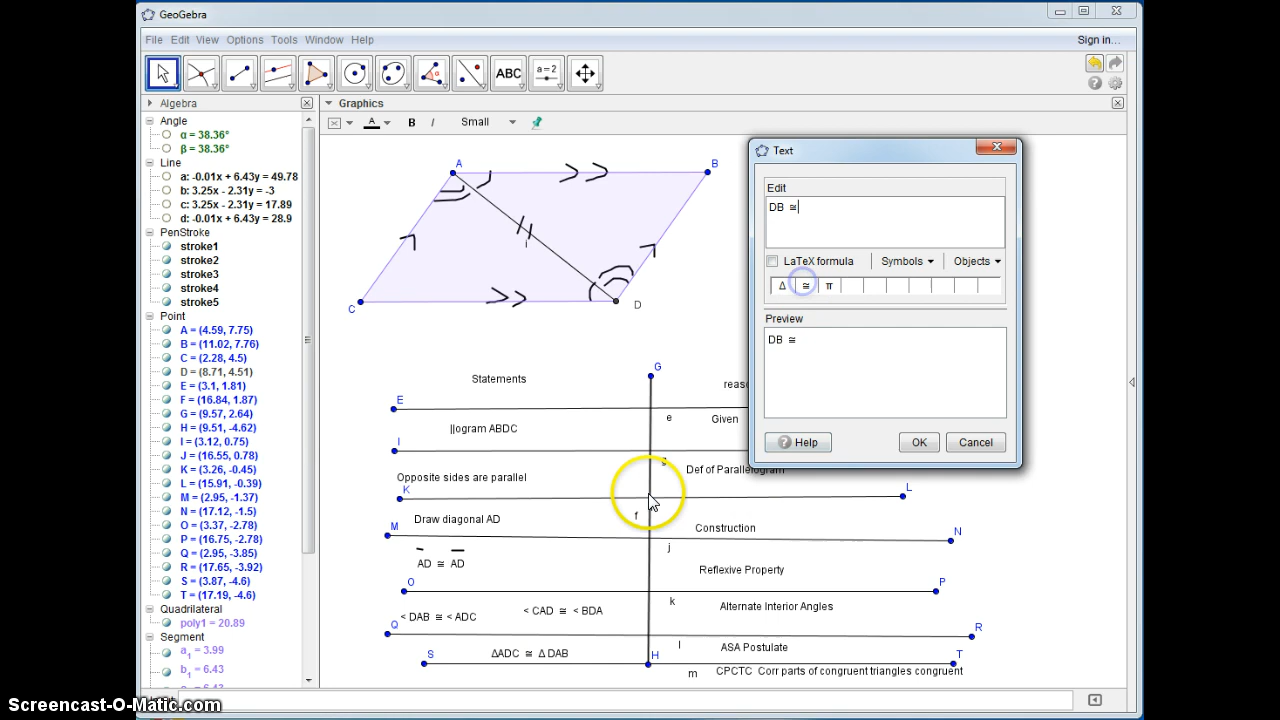 GeoGebra
File Edit View Options Tools Window Help
Sign in...
ABC
a=2
Algebra
Graphics
A B I Small
Angle
α = 38.36°
β = 38.36°
Line
a: -0.01x + 6.43y = 49.78
b: 3.25x - 2.31y = -3
c: 3.25x - 2.31y = 17.89
d: -0.01x + 6.43y = 28.9
PenStroke
stroke1
stroke2
stroke3
stroke4
stroke5
Point
A = (4.59, 7.75)
B = (11.02, 7.76)
C = (2.28, 4.5)
D = (8.71, 4.51)
E = (3.1, 1.81)
F = (16.84, 1.87)
G = (9.57, 2.64)
H = (9.51, -4.62)
I = (3.12, 0.75)
J = (16.55, 0.78)
K = (3.26, -0.45)
L = (15.91, -0.39)
M = (2.95, -1.37)
N = (17.12, -1.5)
O = (3.37, -2.78)
P = (16.75, -2.78)
Q = (2.95, -3.85)
R = (17.65, -3.92)
S = (3.87, -4.6)
T = (17.19, -4.6)
Quadrilateral
poly1 = 20.89
Segment
a1 = 3.99
b1 = 6.43
A
B
C
D
i
Text
Edit
DB ≅
LaTeX formula Symbols Objects
Δ ≅ π
Preview
DB ≅
Help OK Cancel
G
Statements reaso
E
e Given
||ogram ABDC
I
g Def of Parallelogram
Opposite sides are parallel
K L
f
Draw diagonal AD Construction
M N
j
AD ≅ AD Reflexive Property
O P
k
< DAB ≅ < ADC < CAD ≅ < BDA Alternate Interior Angles
Q R
l ASA Postulate
ΔADC ≅ Δ DAB
S H T
m CPCTC Corr parts of congruent triangles congruent
Screencast-O-Matic.com